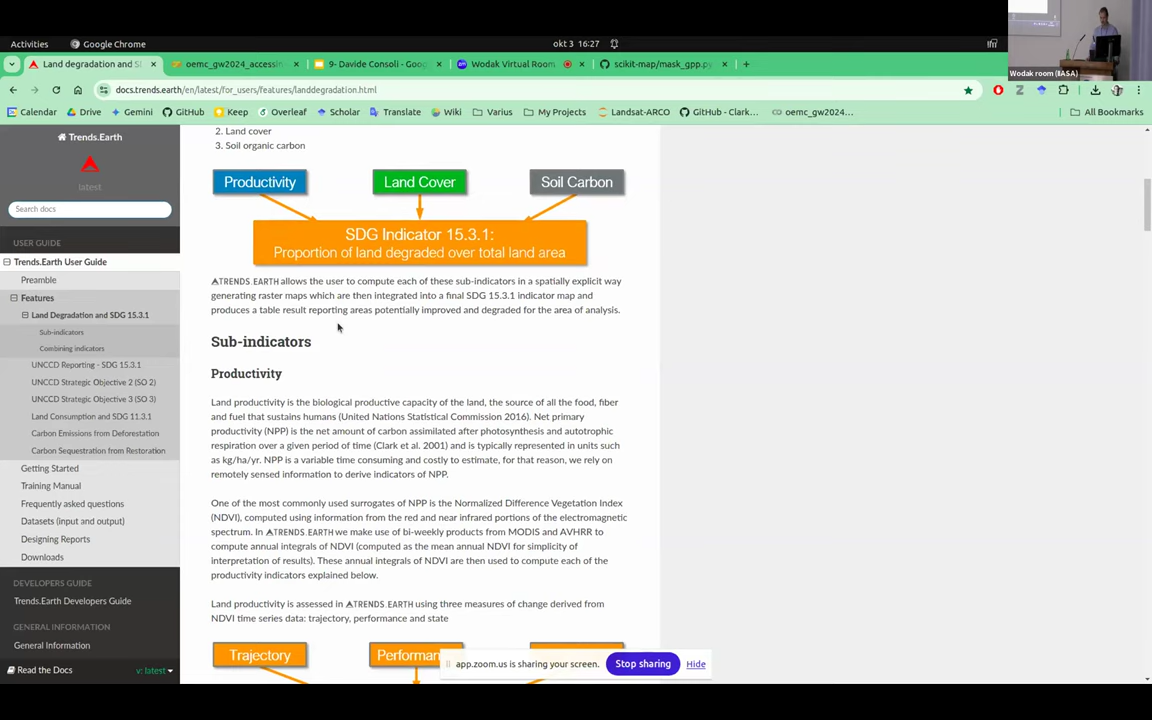 Activities
Google Chrome
okt 3 16:27
Land degradation and S
oemc_gw2024_accessin
9- Davide Consoli - Goog
Wodak Virtual Room
scikit-map/mask_gpp.py
docs.trends.earth/en/latest/for_users/features/landdegradation.html
Calendar
Drive
Gemini
GitHub
Keep
Overleaf
Scholar
Translate
Wiki
Varius
My Projects
Landsat-ARCO
GitHub - Clark...
oemc_gw2024...
All Bookmarks
Wodak room (IIASA)
Trends.Earth
latest
Search docs
USER GUIDE
Trends.Earth User Guide
Preamble
Features
Land Degradation and SDG 15.3.1
Sub-indicators
Combining indicators
UNCCD Reporting - SDG 15.3.1
UNCCD Strategic Objective 2 (SO 2)
UNCCD Strategic Objective 3 (SO 3)
Land Consumption and SDG 11.3.1
Carbon Emissions from Deforestation
Carbon Sequestration from Restoration
Getting Started
Training Manual
Frequently asked questions
Datasets (input and output)
Designing Reports
Downloads
DEVELOPERS GUIDE
Trends.Earth Developers Guide
GENERAL INFORMATION
General Information
Read the Docs
v: latest
2. Land cover
3. Soil organic carbon
Productivity
Land Cover
Soil Carbon
SDG Indicator 15.3.1:
Proportion of land degraded over total land area
TRENDS.EARTH allows the user to compute each of these sub-indicators in a spatially explicit way
generating raster maps which are then integrated into a final SDG 15.3.1 indicator map and
produces a table result reporting areas potentially improved and degraded for the area of analysis.
Sub-indicators
Productivity
Land productivity is the biological productive capacity of the land, the source of all the food, fiber
and fuel that sustains humans (United Nations Statistical Commission 2016). Net primary
productivity (NPP) is the net amount of carbon assimilated after photosynthesis and autotrophic
respiration over a given period of time (Clark et al. 2001) and is typically represented in units such
as kg/ha/yr. NPP is a variable time consuming and costly to estimate, for that reason, we rely on
remotely sensed information to derive indicators of NPP.
One of the most commonly used surrogates of NPP is the Normalized Difference Vegetation Index
(NDVI), computed using information from the red and near infrared portions of the electromagnetic
spectrum. In TRENDS.EARTH we make use of bi-weekly products from MODIS and AVHRR to
compute annual integrals of NDVI (computed as the mean annual NDVI for simplicity of
interpretation of results). These annual integrals of NDVI are then used to compute each of the
productivity indicators explained below.
Land productivity is assessed in TRENDS.EARTH using three measures of change derived from
NDVI time series data: trajectory, performance and state
Trajectory
Performan
app.zoom.us is sharing your screen.
Stop sharing
Hide